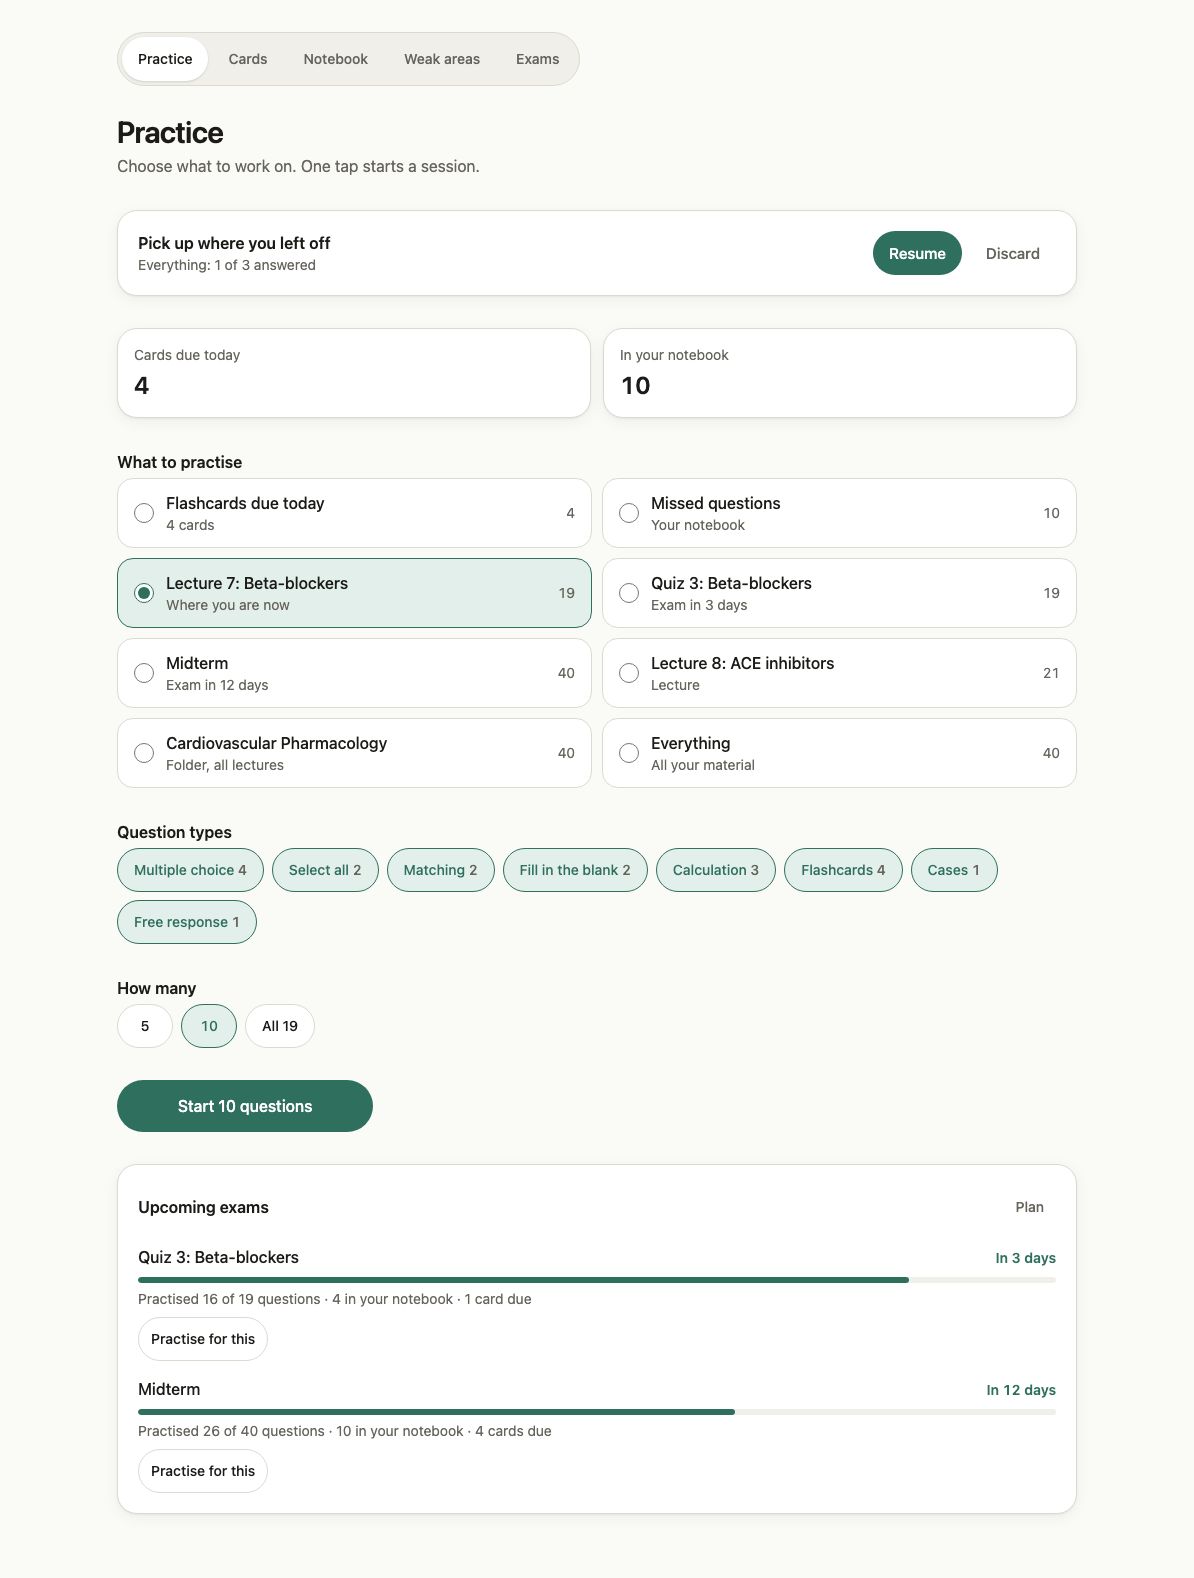 Practice
Cards
Notebook
Weak areas
Exams
Practice
Choose what to work on. One tap starts a session.
Pick up where you left off
Everything: 1 of 3 answered
Resume
Discard
Cards due today
4
In your notebook
10
What to practise
Flashcards due today
4 cards
4
Missed questions
Your notebook
10
Lecture 7: Beta-blockers
Where you are now
19
Quiz 3: Beta-blockers
Exam in 3 days
19
Midterm
Exam in 12 days
40
Lecture 8: ACE inhibitors
Lecture
21
Cardiovascular Pharmacology
Folder, all lectures
40
Everything
All your material
40
Question types
Multiple choice 4
Select all 2
Matching 2
Fill in the blank 2
Calculation 3
Flashcards 4
Cases 1
Free response 1
How many
5
10
All 19
Start 10 questions
Upcoming exams
Plan
Quiz 3: Beta-blockers
In 3 days
Practised 16 of 19 questions · 4 in your notebook · 1 card due
Practise for this
Midterm
In 12 days
Practised 26 of 40 questions · 10 in your notebook · 4 cards due
Practise for this